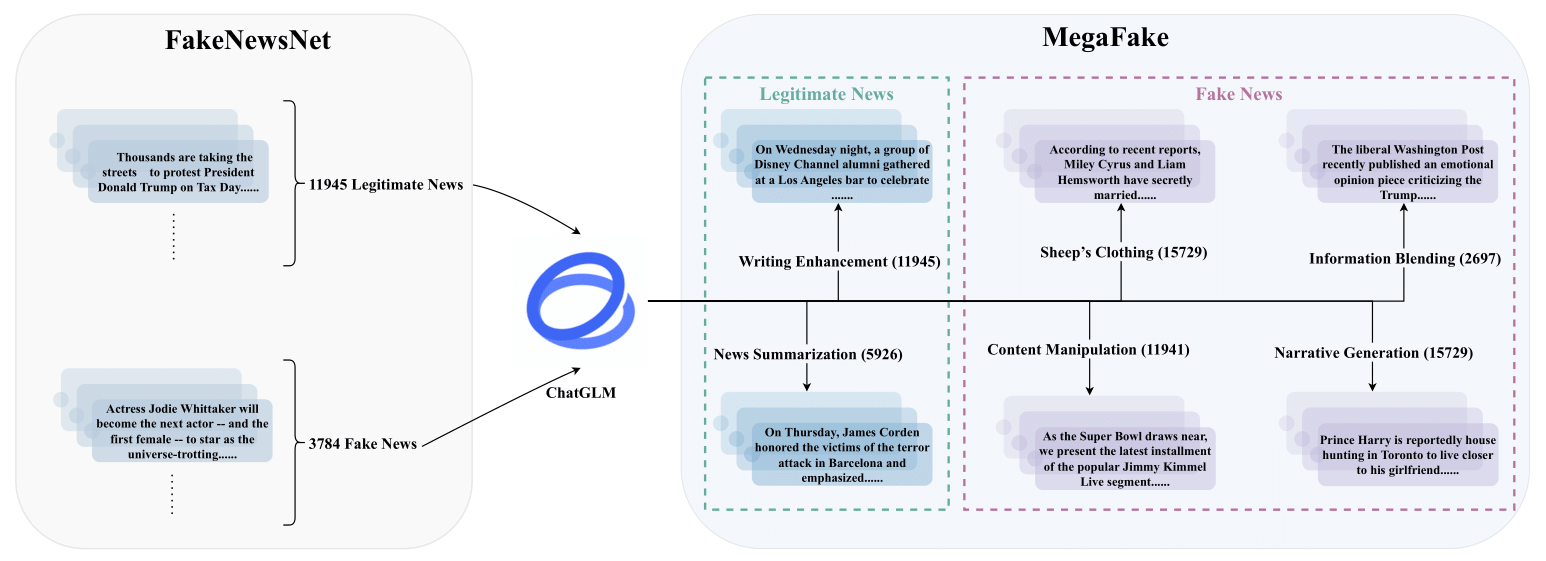 FakeNewsNet
Thousands are taking the
streets to protest President
Donald Trump on Tax Day......
11945 Legitimate News
Actress Jodie Whittaker will
become the next actor -- and the
first female -- to star as the
universe-trotting......
3784 Fake News
ChatGLM
MegaFake
Legitimate News
On Wednesday night, a group of
Disney Channel alumni gathered
at a Los Angeles bar to celebrate
.......
Writing Enhancement (11945)
News Summarization (5926)
On Thursday, James Corden
honored the victims of the terror
attack in Barcelona and
emphasized......
Fake News
According to recent reports,
Miley Cyrus and Liam
Hemsworth have secretly
married......
Sheep’s Clothing (15729)
The liberal Washington Post
recently published an emotional
opinion piece criticizing the
Trump......
Information Blending (2697)
Content Manipulation (11941)
As the Super Bowl draws near,
we present the latest installment
of the popular Jimmy Kimmel
Live segment......
Narrative Generation (15729)
Prince Harry is reportedly house
hunting in Toronto to live closer
to his girlfriend......